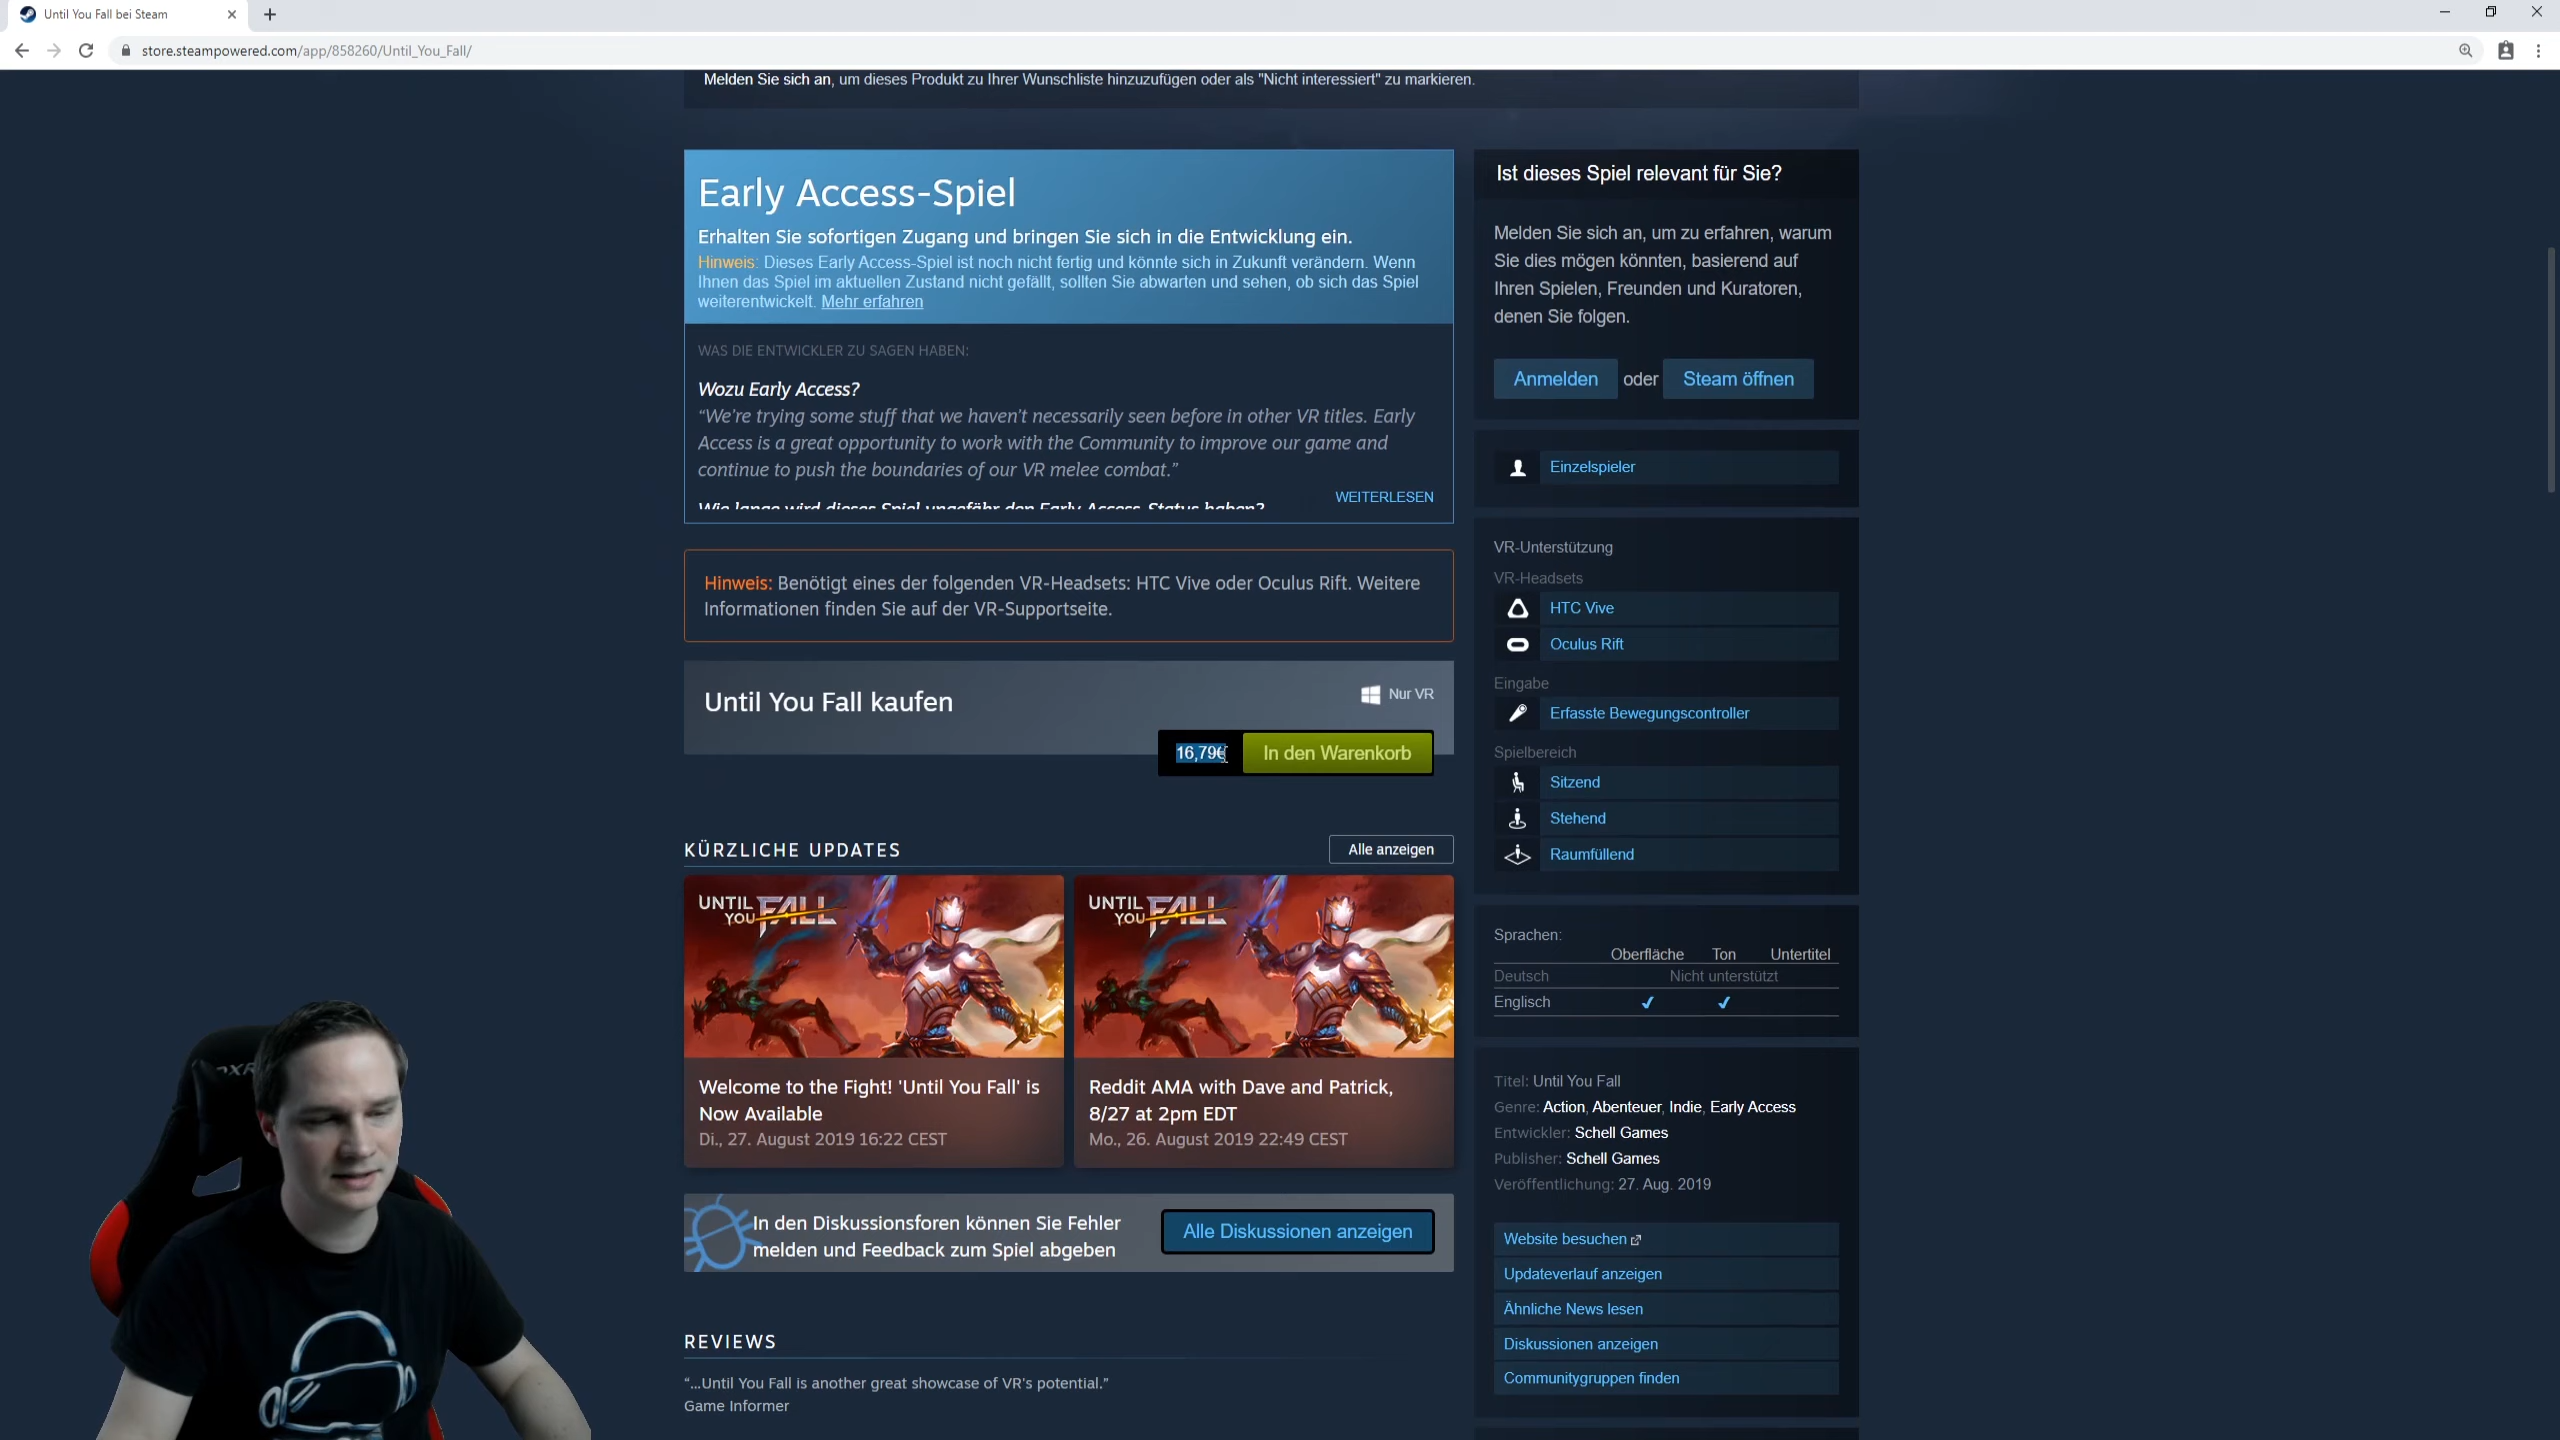 Until You Fall bei Steam
store.steampowered.com/app/858260/Until_You_Fall/
Melden Sie sich an, um dieses Produkt zu Ihrer Wunschliste hinzuzufügen oder als "Nicht interessiert" zu markieren.
Early Access-Spiel
Erhalten Sie sofortigen Zugang und bringen Sie sich in die Entwicklung ein.
Hinweis: Dieses Early Access-Spiel ist noch nicht fertig und könnte sich in Zukunft verändern. Wenn
Ihnen das Spiel im aktuellen Zustand nicht gefällt, sollten Sie abwarten und sehen, ob sich das Spiel
weiterentwickelt. Mehr erfahren
WAS DIE ENTWICKLER ZU SAGEN HABEN:
Wozu Early Access?
“We're trying some stuff that we haven't necessarily seen before in other VR titles. Early
Access is a great opportunity to work with the Community to improve our game and
continue to push the boundaries of our VR melee combat.”
Wie lange wird dieses Spiel ungefähr den Early Access-Status haben?
WEITERLESEN
Hinweis: Benötigt eines der folgenden VR-Headsets: HTC Vive oder Oculus Rift. Weitere
Informationen finden Sie auf der VR-Supportseite.
Until You Fall kaufen
Nur VR
16,79€
In den Warenkorb
KÜRZLICHE UPDATES
Alle anzeigen
UNTIL
YOU FALL
Welcome to the Fight! 'Until You Fall' is
Now Available
Di., 27. August 2019 16:22 CEST
UNTIL
YOU FALL
Reddit AMA with Dave and Patrick,
8/27 at 2pm EDT
Mo., 26. August 2019 22:49 CEST
In den Diskussionsforen können Sie Fehler
melden und Feedback zum Spiel abgeben
Alle Diskussionen anzeigen
REVIEWS
“...Until You Fall is another great showcase of VR's potential.”
Game Informer
Ist dieses Spiel relevant für Sie?
Melden Sie sich an, um zu erfahren, warum
Sie dies mögen könnten, basierend auf
Ihren Spielen, Freunden und Kuratoren,
denen Sie folgen.
Anmelden oder Steam öffnen
Einzelspieler
VR-Unterstützung
VR-Headsets
HTC Vive
Oculus Rift
Eingabe
Erfasste Bewegungscontroller
Spielbereich
Sitzend
Stehend
Raumfüllend
Sprachen:
Oberfläche Ton Untertitel
Deutsch Nicht unterstützt
Englisch ✔ ✔
Titel: Until You Fall
Genre: Action, Abenteuer, Indie, Early Access
Entwickler: Schell Games
Publisher: Schell Games
Veröffentlichung: 27. Aug. 2019
Website besuchen
Updateverlauf anzeigen
Ähnliche News lesen
Diskussionen anzeigen
Communitygruppen finden